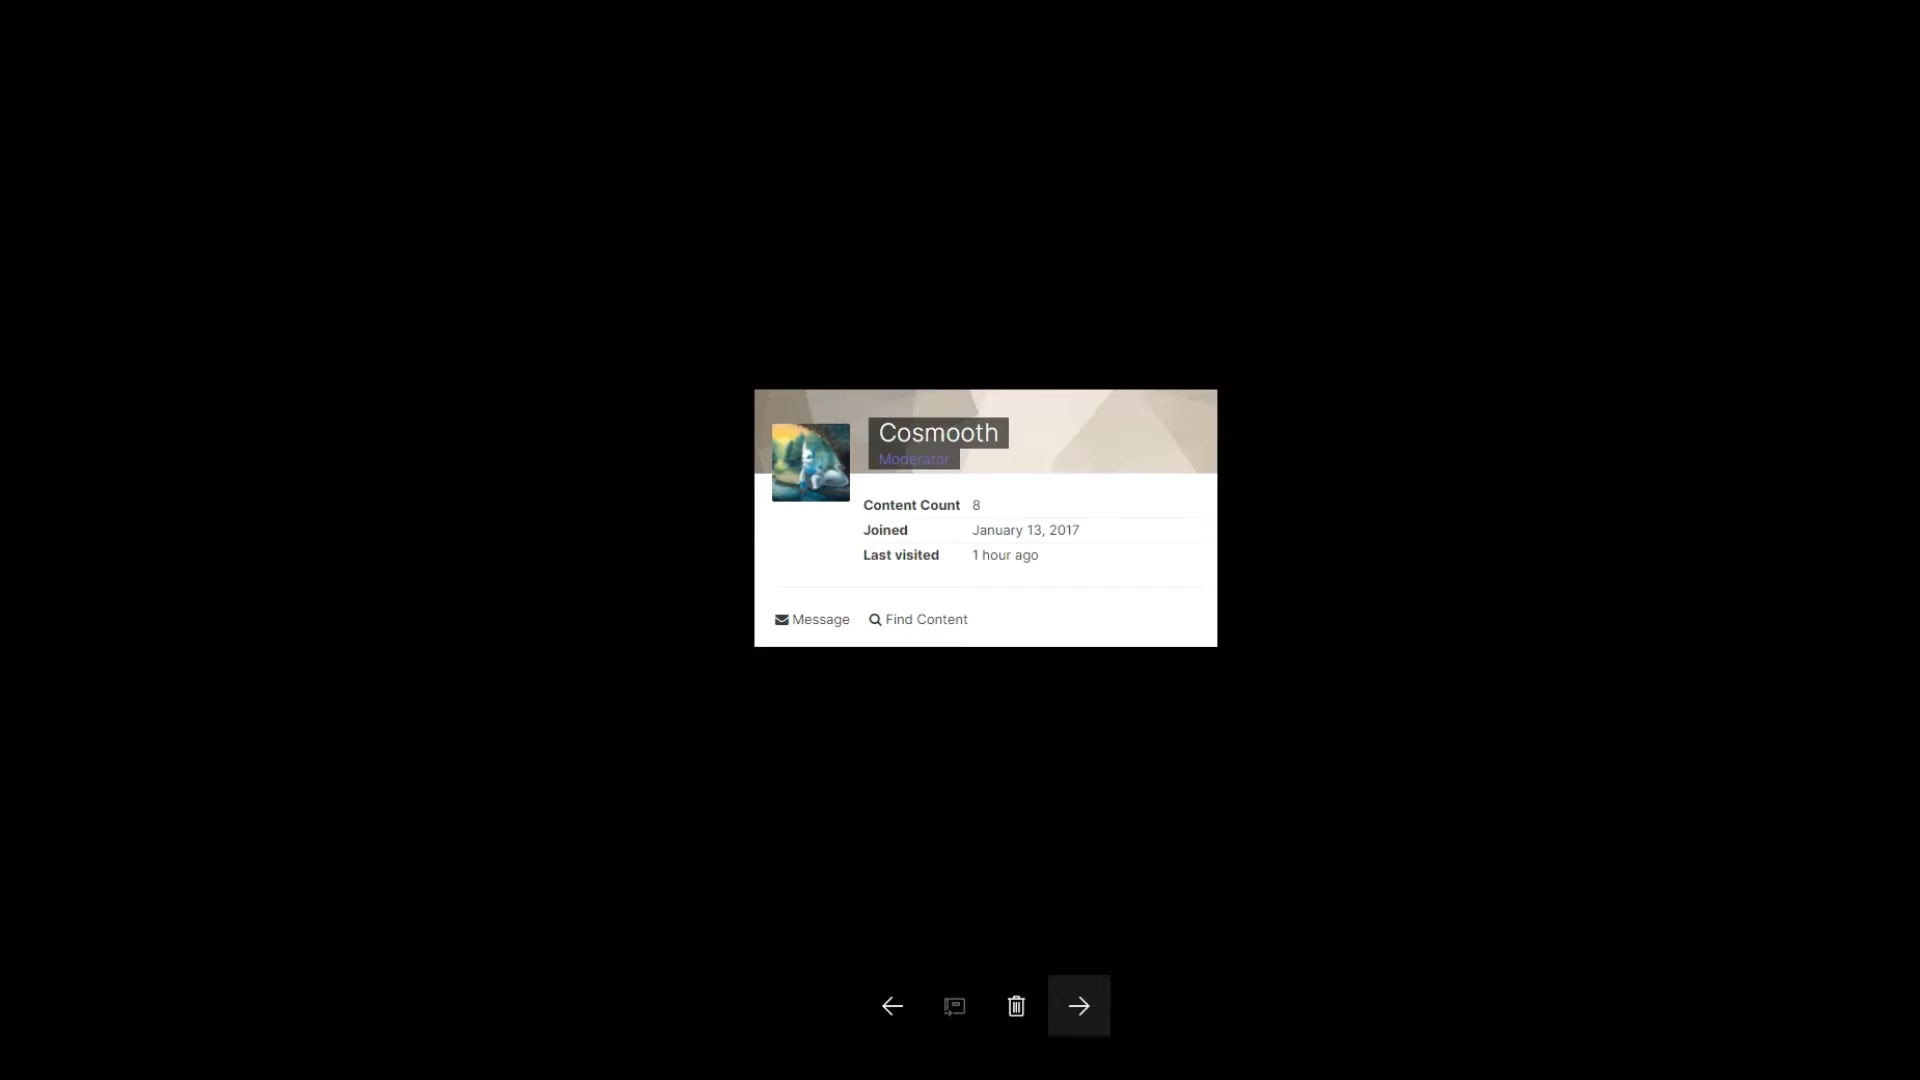 Cosmooth
Moderator
Content Count 8
Joined January 13, 2017
Last visited 1 hour ago
Message Find Content